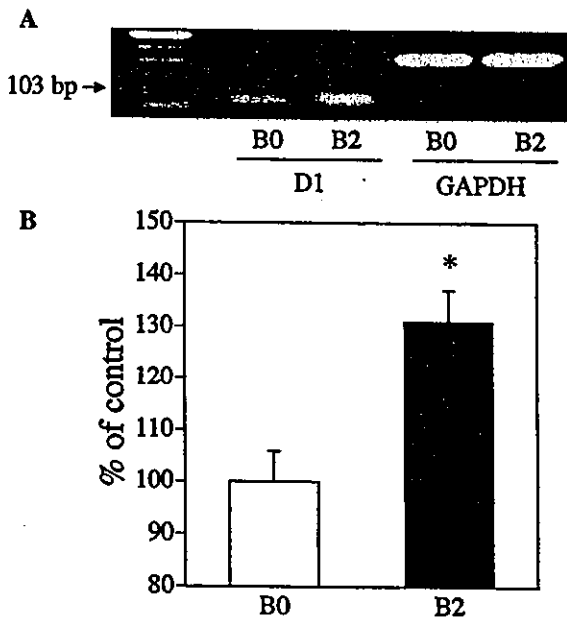 A
103 bp→
B0 B2 B0 B2
D1 GAPDH
B
150
140
130
120
110
100
90
80
% of control
*
B0 B2